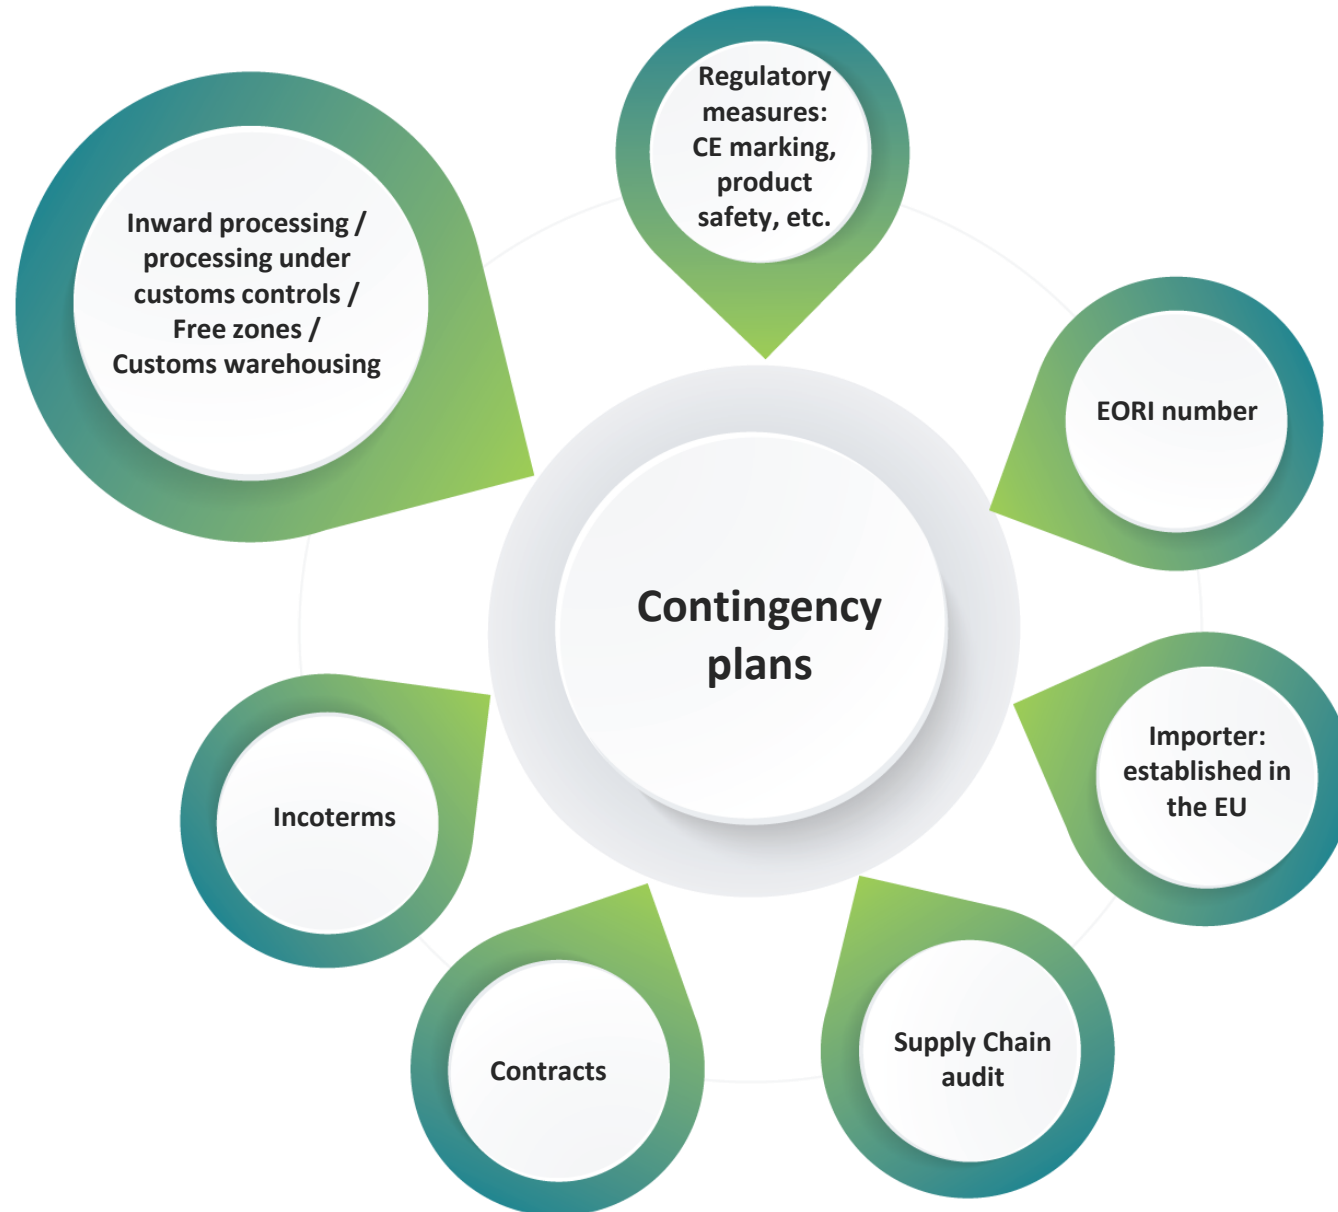 Regulatory
measures:
CE marking,
product
safety, etc.
Inward processing /
processing under
customs controls /
Free zones /
Customs warehousing
EORI number
Contingency
plans
Importer:
established in
the EU
Incoterms
Supply Chain
audit
Contracts